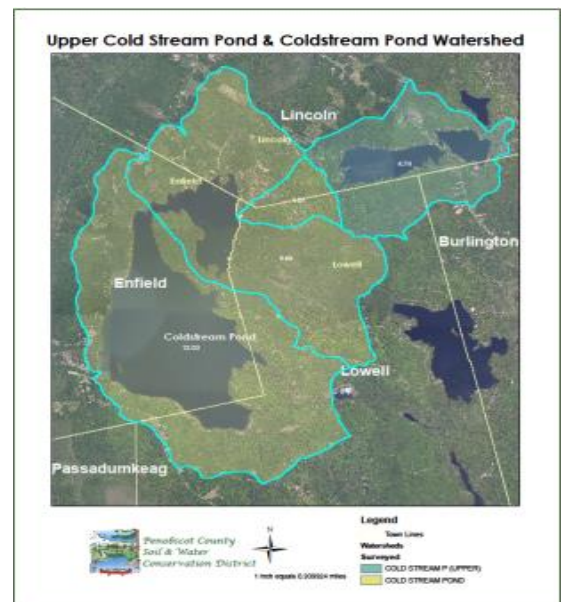 Upper Cold Stream Pond & Coldstream Pond Watershed
Lincoln
Lincoln
Enfield
Burlington
Enfield
Lowell
Coldstream Pond
Lowell
Passadumkeag
Penobscot County
Soil & Water
Conservation District
N
Legend
Town Lines
Watersheds
Surveyed
COLD STREAM P (UPPER)
COLD STREAM POND